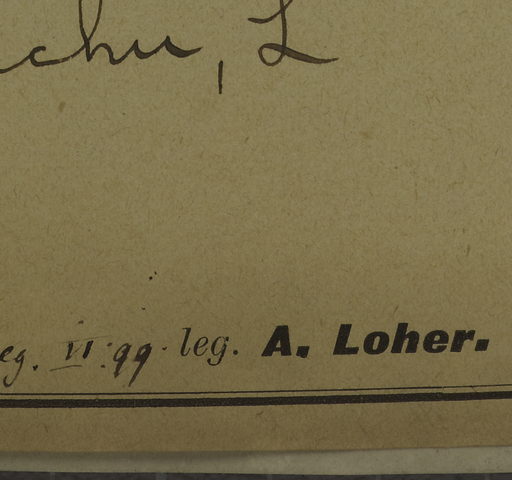 chu, L
eg. VI. 99. leg. A. Loher.